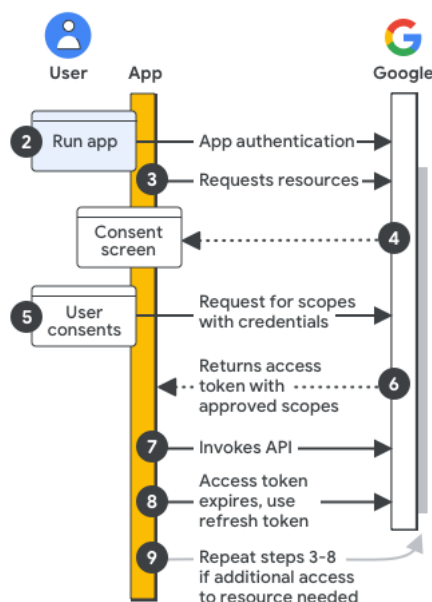 User
App
Google
2
Run app
App authentication
3
Requests resources
Consent
screen
4
5
User
consents
Request for scopes
with credentials
Returns access
token with
approved scopes
6
7
Invokes API
8
Access token
expires, use
refresh token
9
Repeat steps 3-8
if additional access
to resource needed